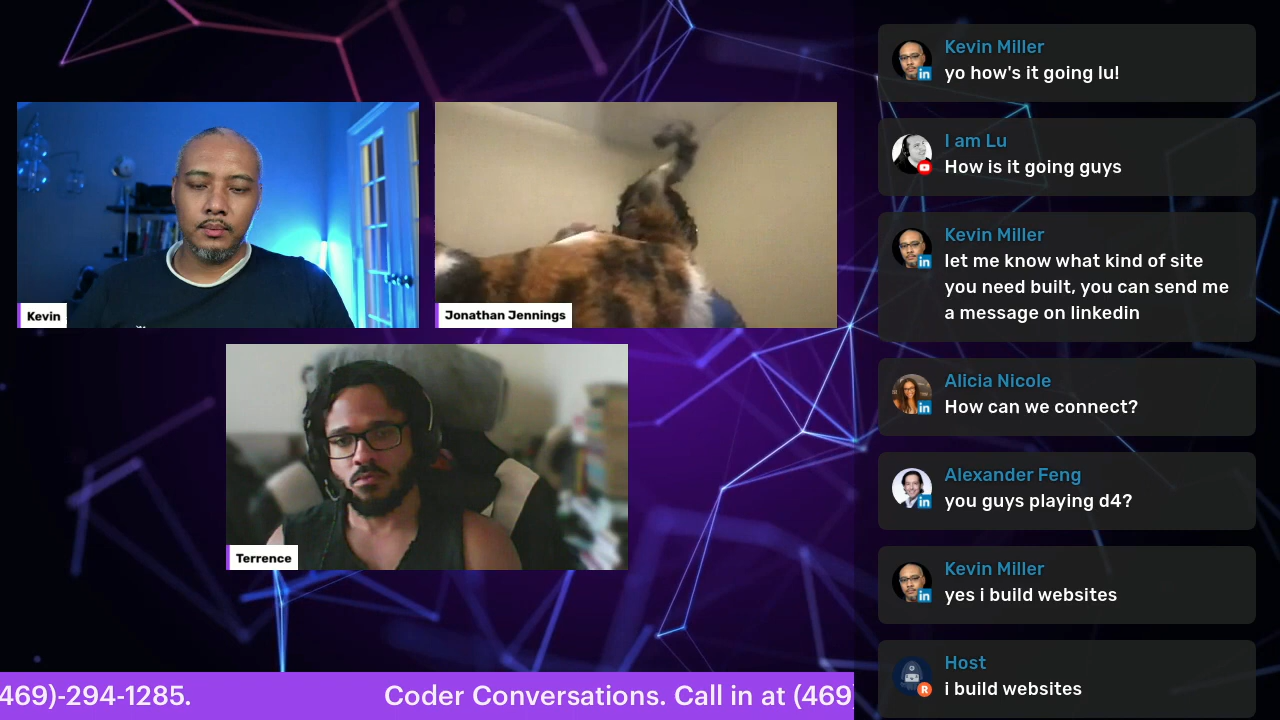 Kevin
Jonathan Jennings
Terrence
469)-294-1285.
Coder Conversations. Call in at (469)
Kevin Miller
yo how's it going lu!
I am Lu
How is it going guys
Kevin Miller
let me know what kind of site
you need built, you can send me
a message on linkedin
Alicia Nicole
How can we connect?
Alexander Feng
you guys playing d4?
Kevin Miller
yes i build websites
Host
i build websites